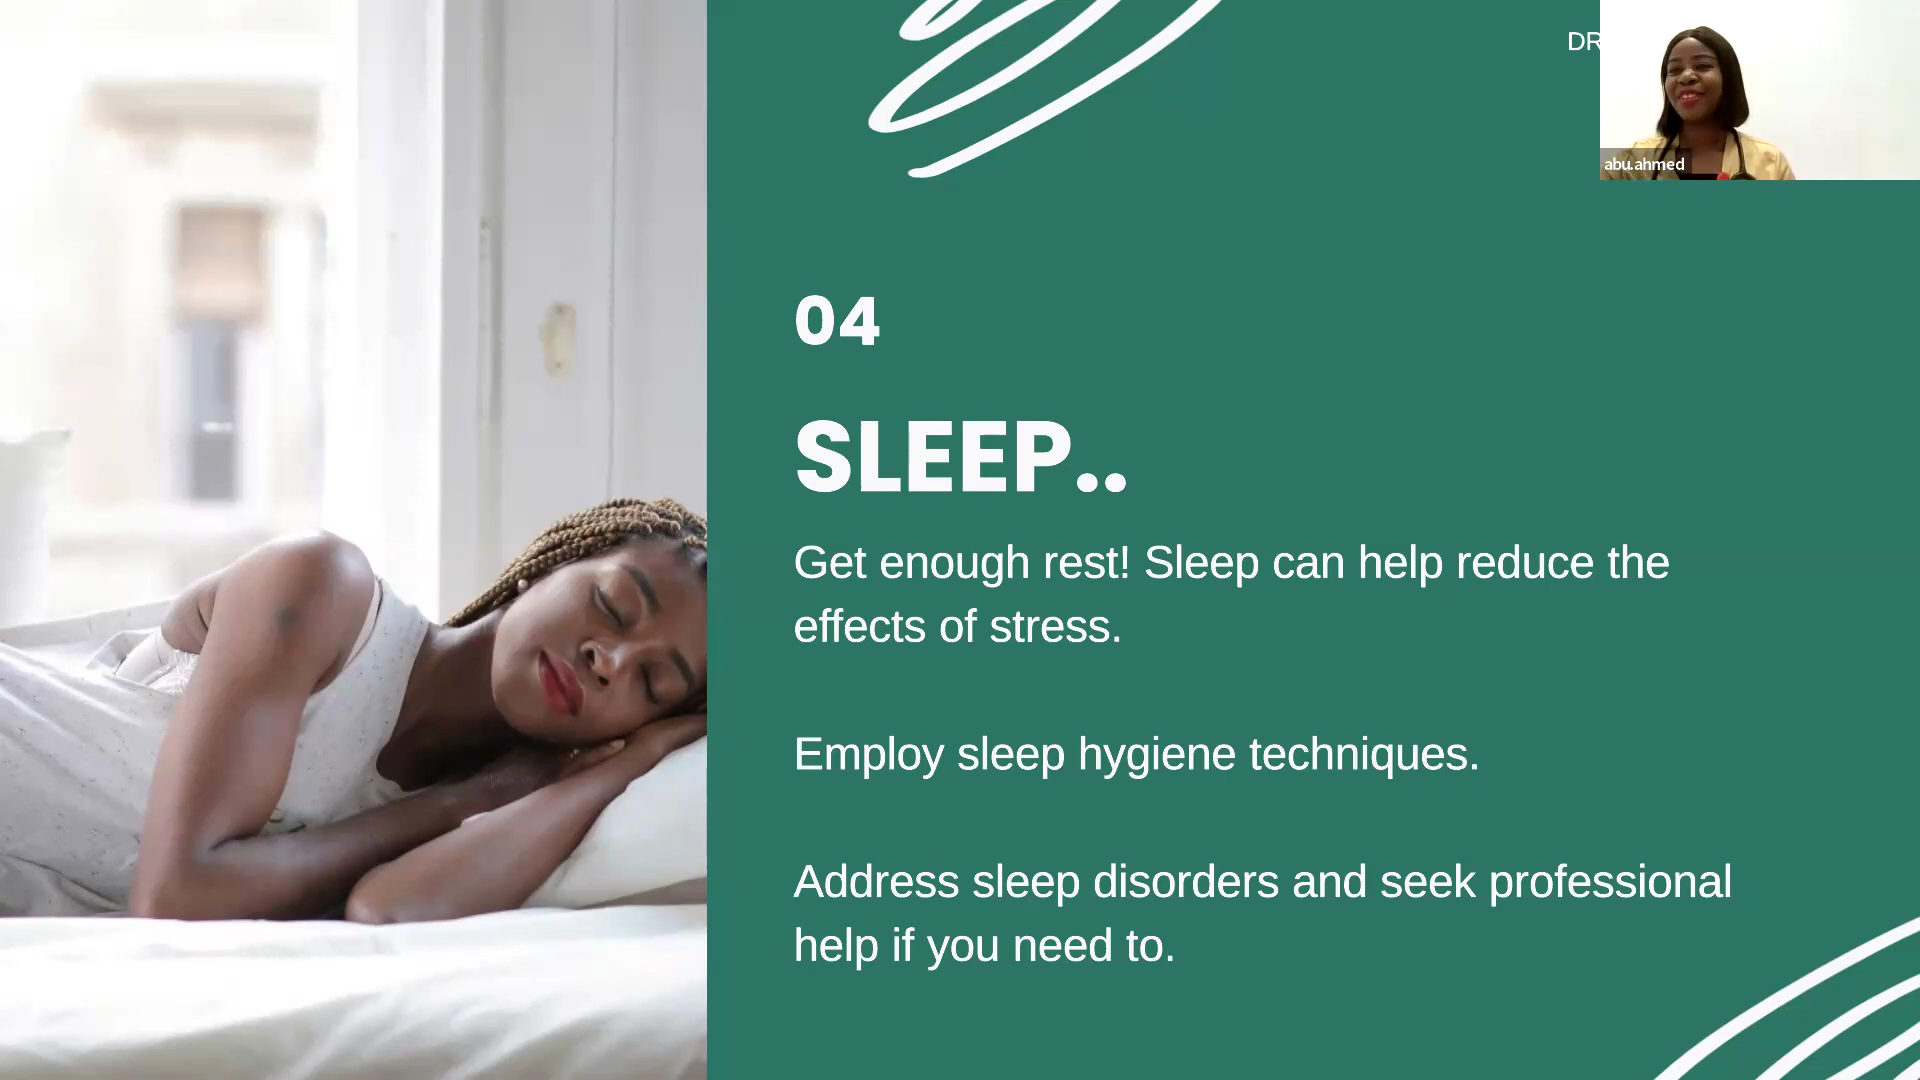 DR
abu.ahmed
04
SLEEP..
Get enough rest! Sleep can help reduce the
effects of stress.
Employ sleep hygiene techniques.
Address sleep disorders and seek professional
help if you need to.